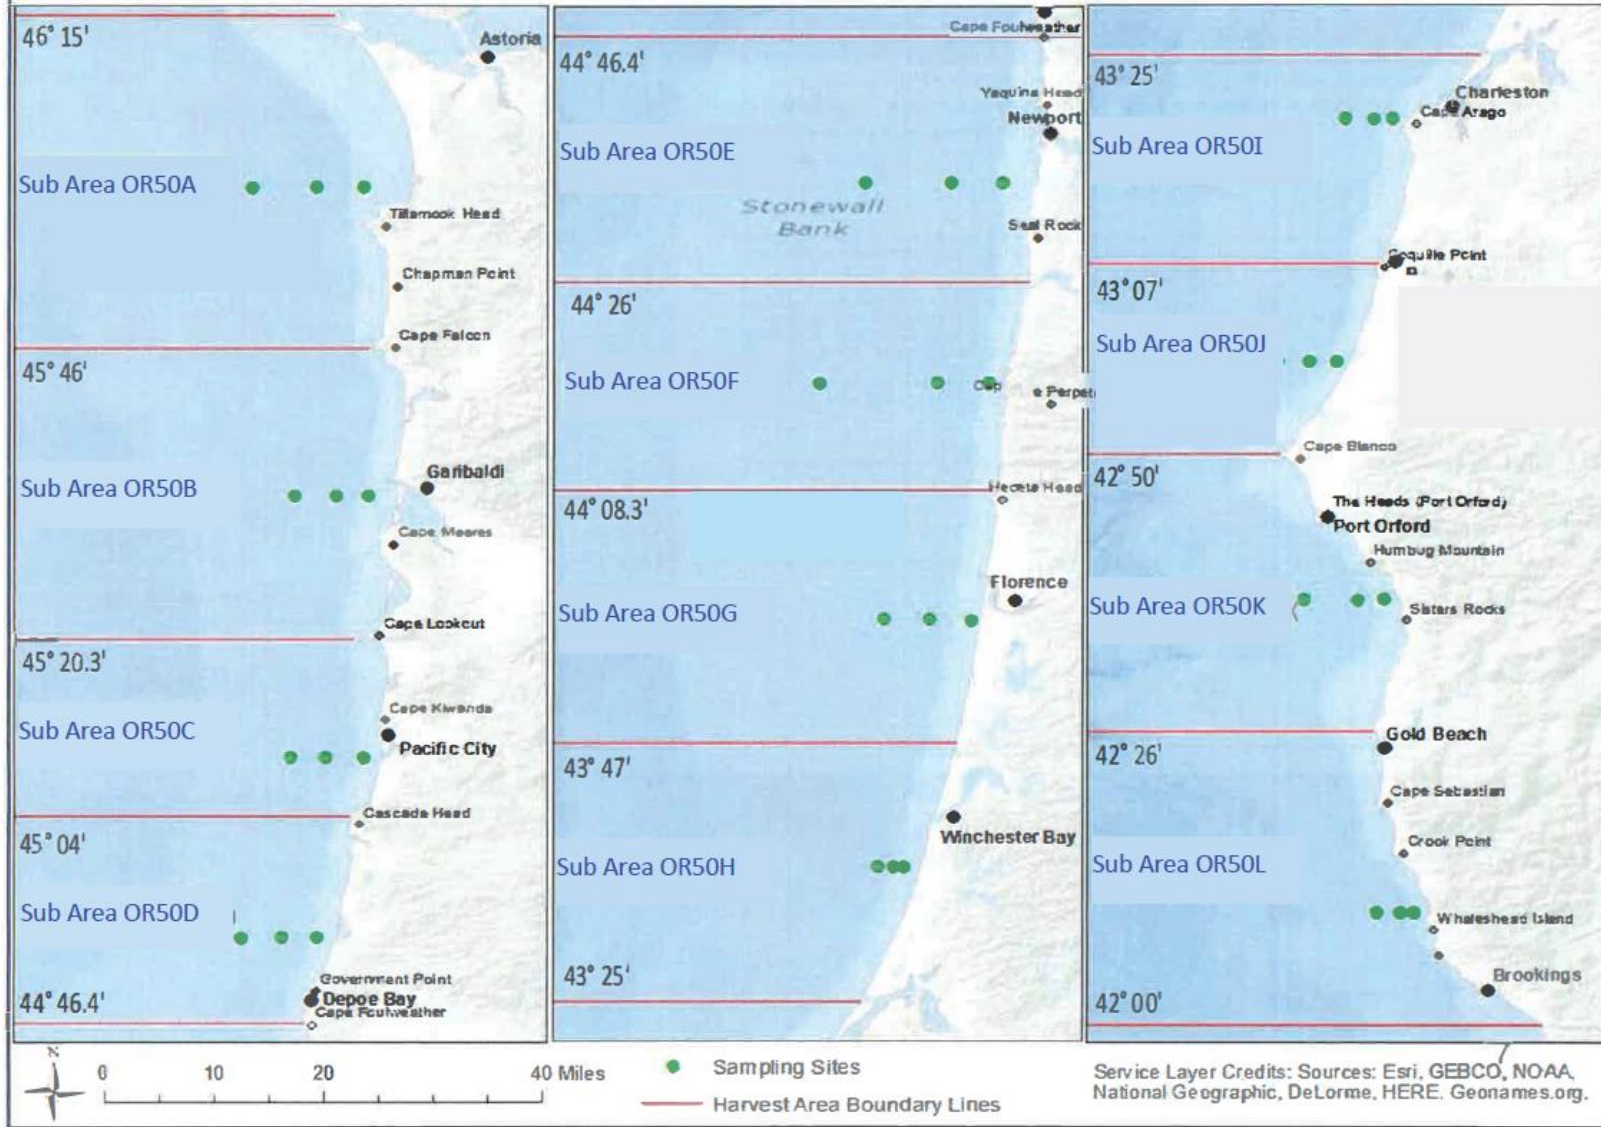 46° 15'
Astoria
Sub Area OR50A
Tillamook Head
Chapman Point
Cape Falcon
45° 46'
Garibaldi
Sub Area OR50B
Cape Meares
Cape Lookout
45° 20.3'
Cape Kiwanda
Sub Area OR50C
Pacific City
Cascade Head
45° 04'
Sub Area OR50D
Government Point
44° 46.4'
Depoe Bay
Cape Foulweather
Cape Foulweather
44° 46.4'
Yaquina Head
Newport
Sub Area OR50E
Stonewall
Bank
Seal Rock
44° 26'
Sub Area OR50F
Cap
e Perpet
Heceta Head
44° 08.3'
Florence
Sub Area OR50G
43° 47'
Winchester Bay
Sub Area OR50H
43° 25'
43° 25'
Charleston
Cape Arago
Sub Area OR50I
Coquille Point
43° 07'
Sub Area OR50J
Cape Blanco
42° 50'
The Heads (Port Orford)
Port Orford
Humbug Mountain
Sub Area OR50K
Sisters Rocks
Gold Beach
42° 26'
Cape Sebastian
Crook Point
Sub Area OR50L
Whaleshead Island
Brookings
42° 00'
N
0 10 20 40 Miles
Sampling Sites
Harvest Area Boundary Lines
Service Layer Credits: Sources: Esri, GEBCO, NOAA,
National Geographic, DeLorme, HERE, Geonames.org.